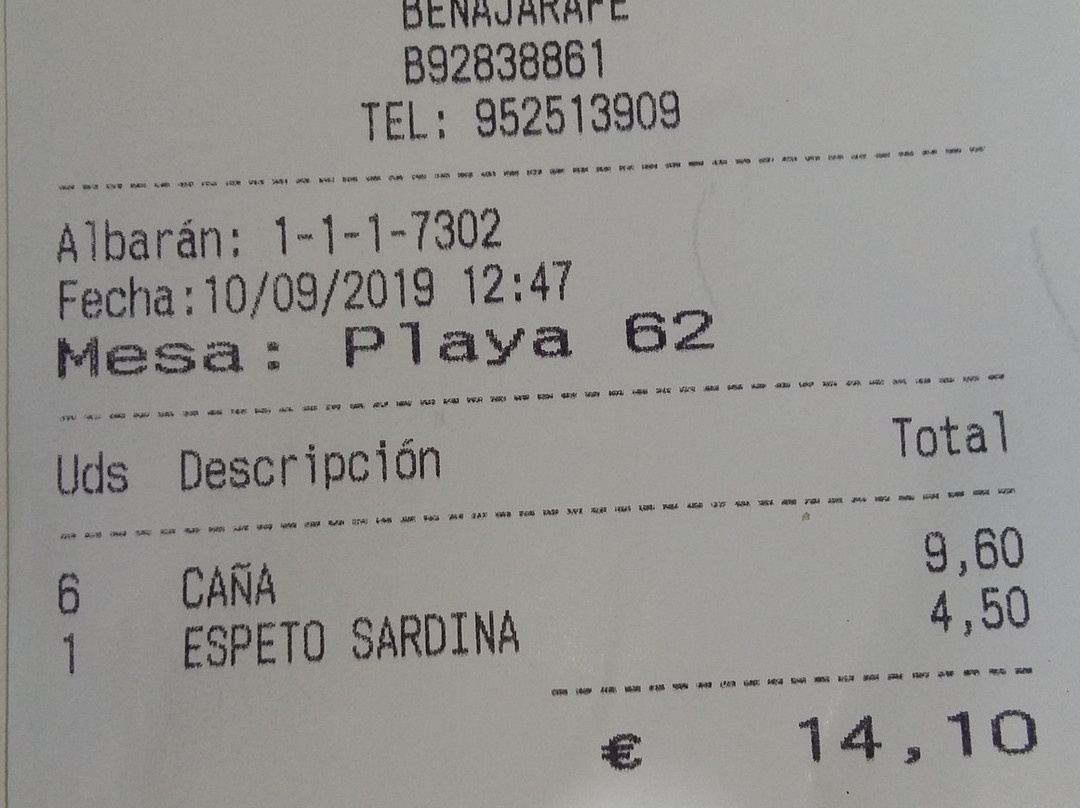 BENAJARAFE
B92838861
TEL: 952513909
Albarán: 1-1-1-7302
Fecha:10/09/2019 12:47
Mesa: Playa 62
Uds Descripción Total
6 CAÑA 9,60
1 ESPETO SARDINA 4,50
€ 14,10